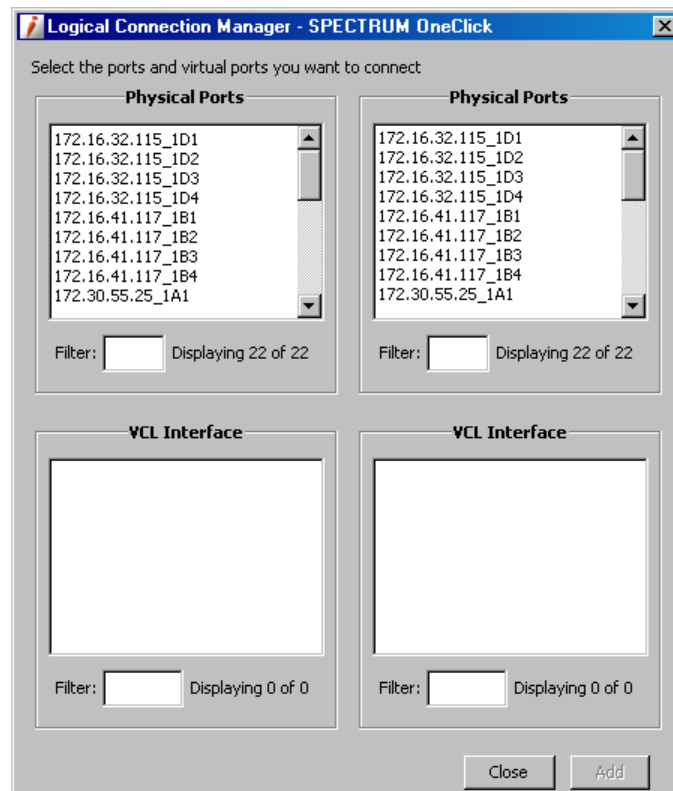 Logical Connection Manager - SPECTRUM OneClick
Select the ports and virtual ports you want to connect
Physical Ports
172.16.32.115_1D1
172.16.32.115_1D2
172.16.32.115_1D3
172.16.32.115_1D4
172.16.41.117_1B1
172.16.41.117_1B2
172.16.41.117_1B3
172.16.41.117_1B4
172.30.55.25_1A1
Filter:
Displaying 22 of 22
Physical Ports
172.16.32.115_1D1
172.16.32.115_1D2
172.16.32.115_1D3
172.16.32.115_1D4
172.16.41.117_1B1
172.16.41.117_1B2
172.16.41.117_1B3
172.16.41.117_1B4
172.30.55.25_1A1
Filter:
Displaying 22 of 22
VCL Interface
Filter:
Displaying 0 of 0
VCL Interface
Filter:
Displaying 0 of 0
Close
Add